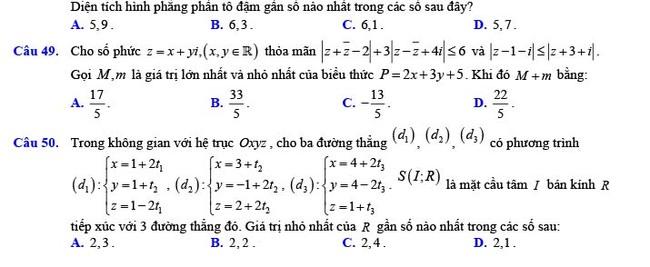 Diện tích hình phẳng phần tô đậm gần số nào nhất trong các số sau đây?
A. 5,9. B. 6,3. C. 6,1. D. 5,7.
Câu 49. Cho số phức z = x + yi, (x, y ∈ ℝ) thỏa mãn |z + z̅ − 2| + 3|z − z̅ + 4i| ≤ 6 và |z − 1 − i| ≤ |z + 3 + i|.
Gọi M, m là giá trị lớn nhất và nhỏ nhất của biểu thức P = 2x + 3y + 5. Khi đó M + m bằng:
A. 17/5. B. 33/5. C. −13/5. D. 22/5.
Câu 50. Trong không gian với hệ trục Oxyz, cho ba đường thẳng (d₁), (d₂), (d₃) có phương trình
(d₁): {x = 1 + 2t₁; y = 1 + t₂; z = 1 − 2t₁, (d₂): {x = 3 + t₂; y = −1 + 2t₂; z = 2 + 2t₂, (d₃): {x = 4 + 2t₃; y = 4 − 2t₃; z = 1 + t₃. S(I; R) là mặt cầu tâm I bán kính R
tiếp xúc với 3 đường thẳng đó. Giá trị nhỏ nhất của R gần số nào nhất trong các số sau:
A. 2,3. B. 2,2. C. 2,4. D. 2,1.